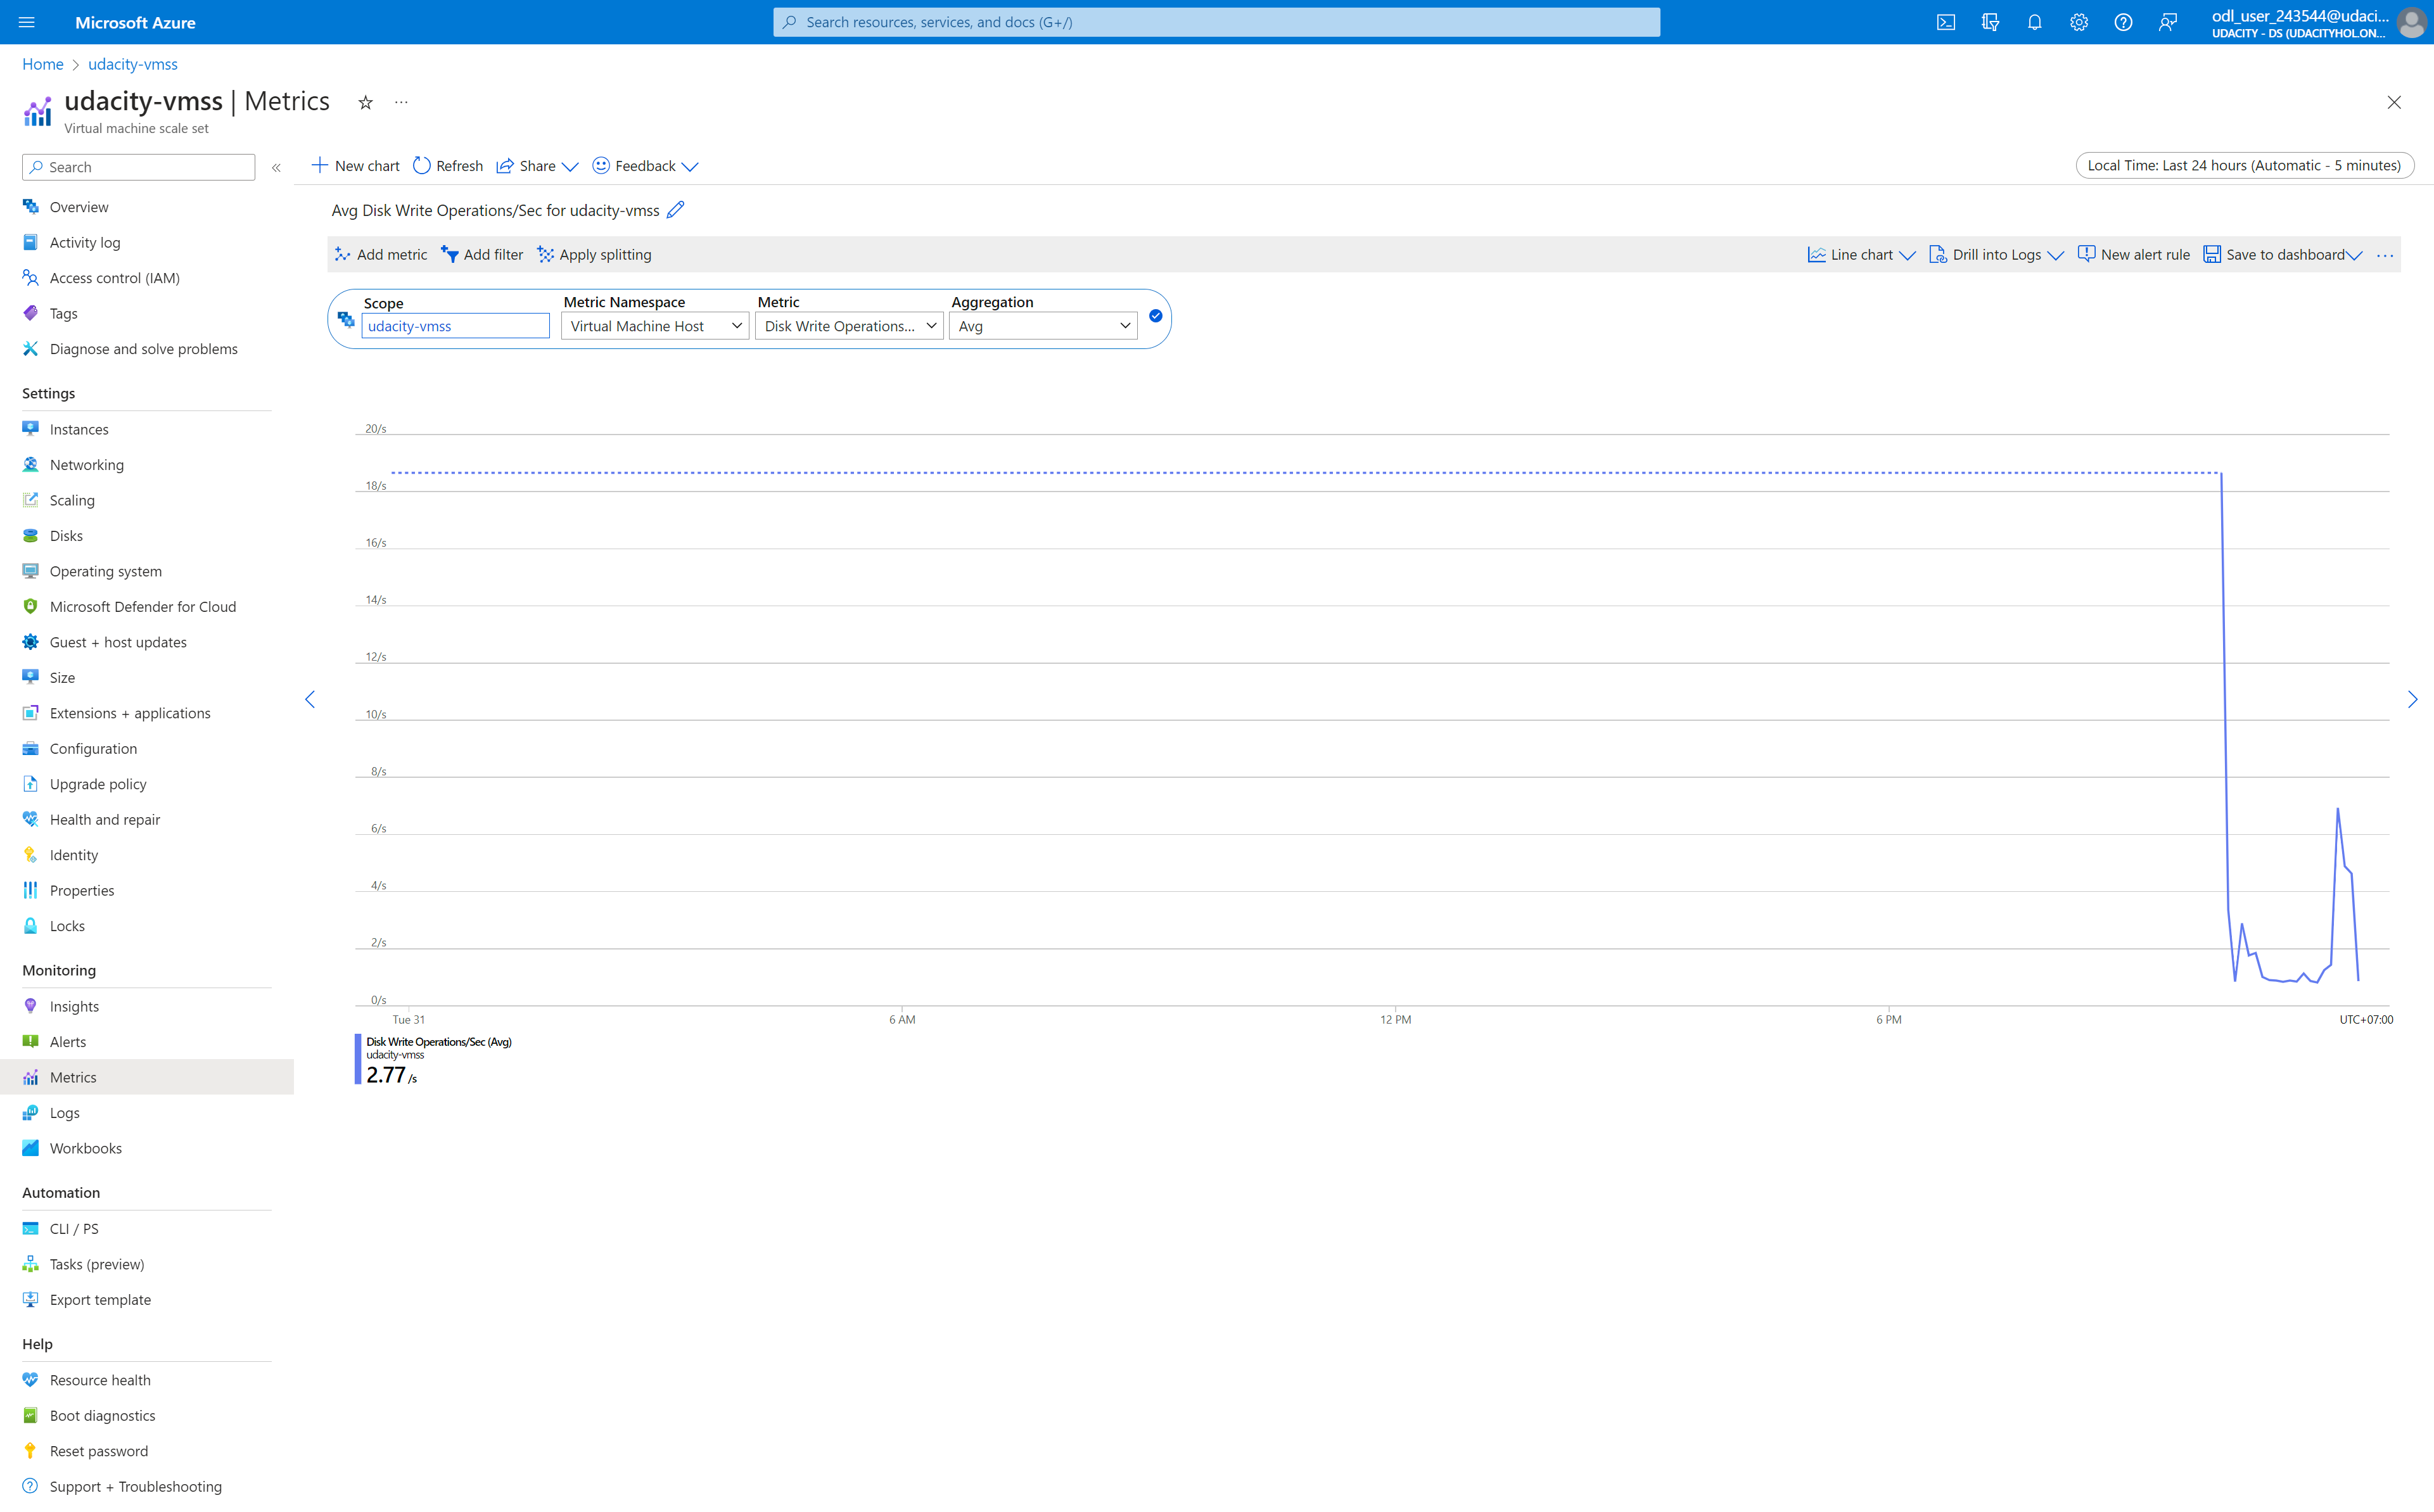 Microsoft Azure
Search resources, services, and docs (G+/)
odl_user_243544@udaci...
UDACITY - DS (UDACITYHOL.ON...
Home > udacity-vmss
udacity-vmss | Metrics
Virtual machine scale set
Search
New chart Refresh Share Feedback
Local Time: Last 24 hours (Automatic - 5 minutes)
Overview
Activity log
Access control (IAM)
Tags
Diagnose and solve problems
Settings
Instances
Networking
Scaling
Disks
Operating system
Microsoft Defender for Cloud
Guest + host updates
Size
Extensions + applications
Configuration
Upgrade policy
Health and repair
Identity
Properties
Locks
Monitoring
Insights
Alerts
Metrics
Logs
Workbooks
Automation
CLI / PS
Tasks (preview)
Export template
Help
Resource health
Boot diagnostics
Reset password
Support + Troubleshooting
Avg Disk Write Operations/Sec for udacity-vmss
Add metric Add filter Apply splitting
Line chart Drill into Logs New alert rule Save to dashboard ...
Scope Metric Namespace Metric Aggregation
udacity-vmss Virtual Machine Host Disk Write Operations... Avg
20/s
18/s
16/s
14/s
12/s
10/s
8/s
6/s
4/s
2/s
0/s
Tue 31 6 AM 12 PM 6 PM UTC+07:00
Disk Write Operations/Sec (Avg)
udacity-vmss
2.77 /s